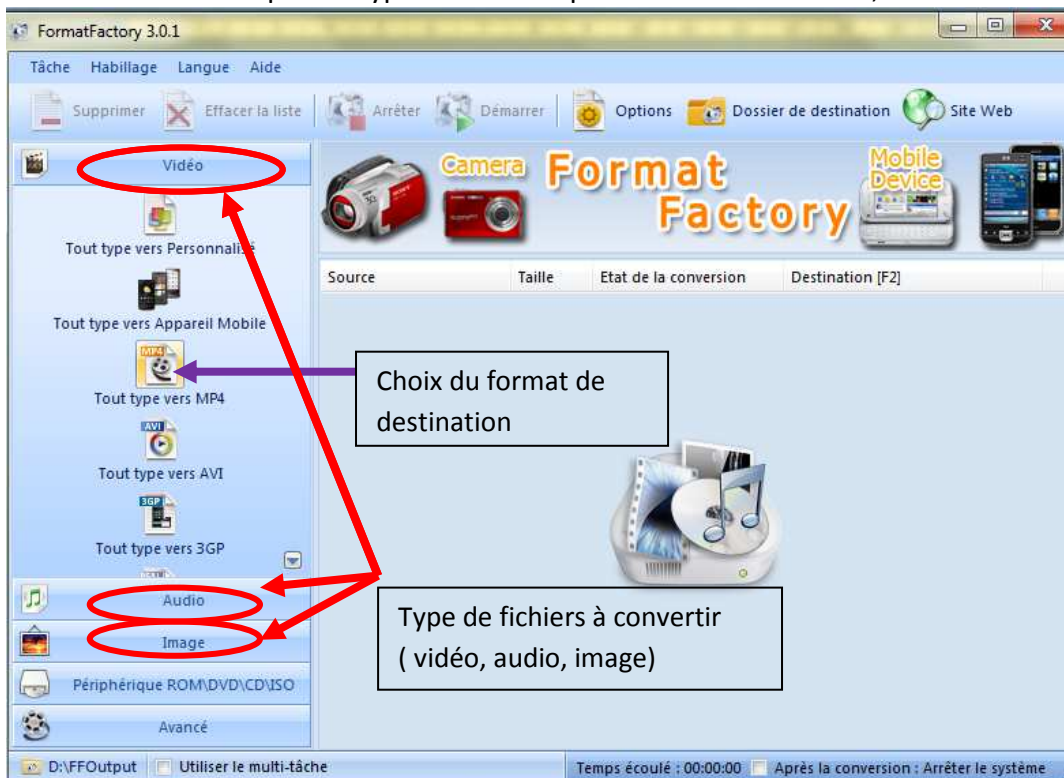 FormatFactory 3.0.1
Tâche Habillage Langue Aide
Supprimer Effacer la liste Arrêter Démarrer Options Dossier de destination Site Web
Vidéo
Camera Format Factory Mobile Device
Tout type vers Personnalisé
Source Taille Etat de la conversion Destination [F2]
Tout type vers Appareil Mobile
MP4
Tout type vers MP4
Choix du format de
destination
AVI
Tout type vers AVI
3GP
Tout type vers 3GP
Audio
Image
Type de fichiers à convertir
( vidéo, audio, image)
Périphérique ROM\DVD\CD\ISO
Avancé
D:\FFOutput Utiliser le multi-tâche Temps écoulé : 00:00:00 Après la conversion : Arrêter le système